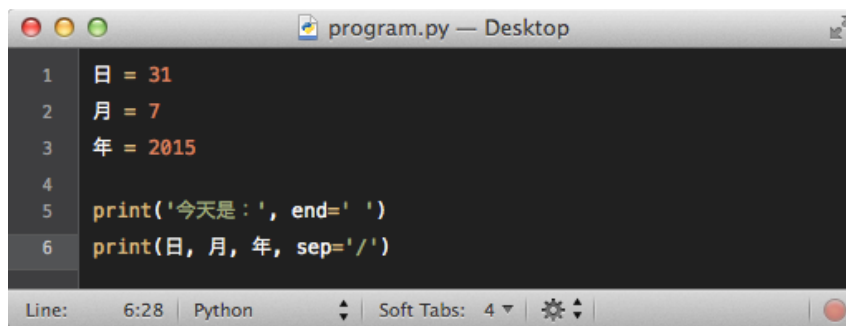 program.py — Desktop
1 日 = 31
2 月 = 7
3 年 = 2015
4
5 print('今天是：', end=' ')
6 print(日, 月, 年, sep='/')
Line: 6:28 Python Soft Tabs: 4